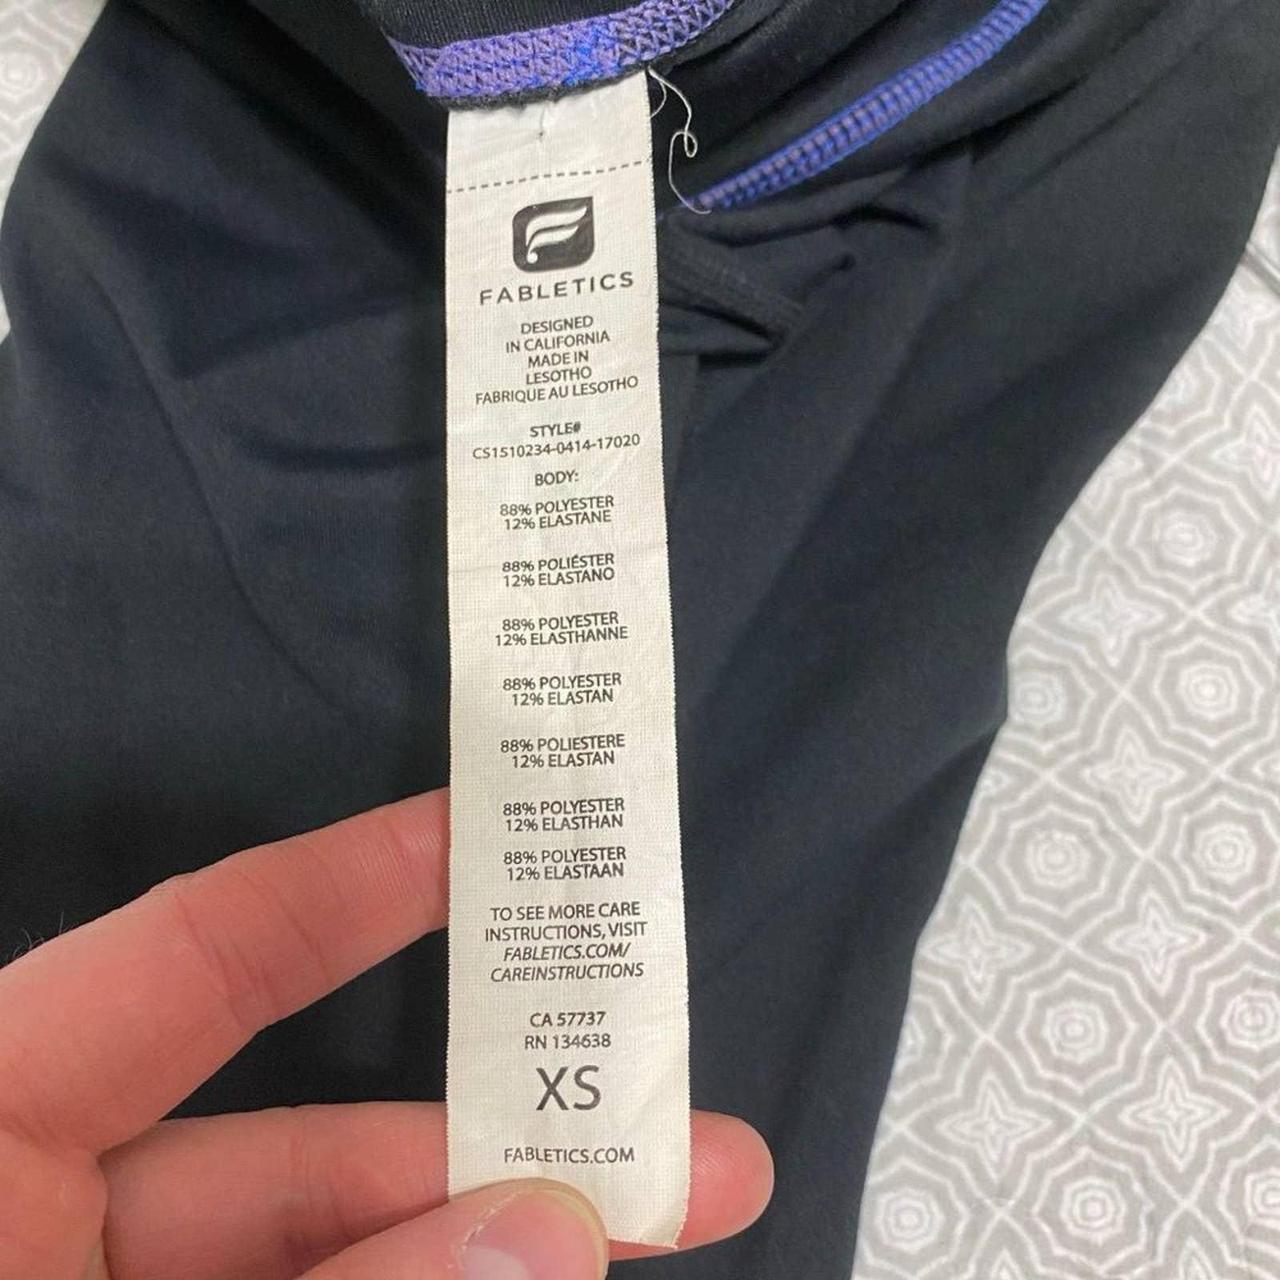 FABLETICS
DESIGNED
IN CALIFORNIA
MADE IN
LESOTHO
FABRIQUE AU LESOTHO
STYLE#
CS1510234-0414-17020
BODY:
88% POLYESTER
12% ELASTANE
88% POLIÉSTER
12% ELASTANO
88% POLYESTER
12% ELASTHANNE
88% POLYESTER
12% ELASTAN
88% POLIESTERE
12% ELASTAN
88% POLYESTER
12% ELASTHAN
88% POLYESTER
12% ELASTAAN
TO SEE MORE CARE
INSTRUCTIONS, VISIT
FABLETICS.COM/
CAREINSTRUCTIONS
CA 57737
RN 134638
XS
FABLETICS.COM